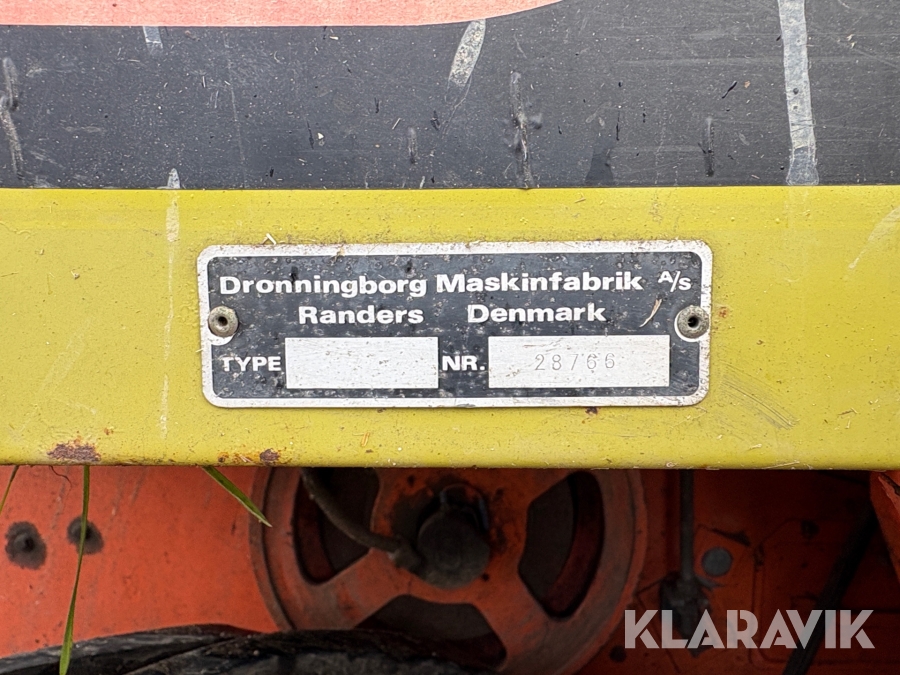 Dronningborg Maskinfabrik A/s
Randers Denmark
TYPE NR. 28766
KLARAVIK